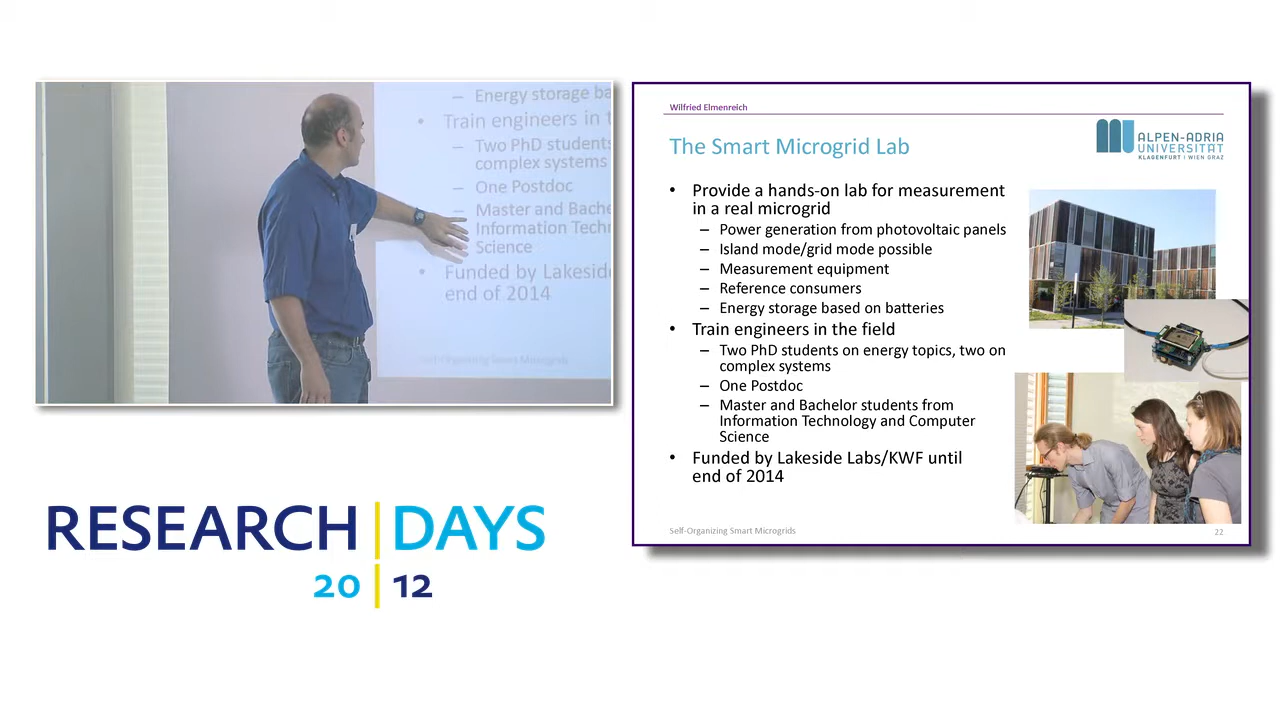 Energy storage ba
Train engineers in t
Two PhD students
complex systems
One Postdoc
Master and Bache
Information Techn
Science
Funded by Lakeside
end of 2014
Self-Organizing Smart Microgrids
RESEARCH DAYS
20 12
Wilfried Elmenreich
The Smart Microgrid Lab
ALPEN-ADRIA
UNIVERSITÄT
KLAGENFURT / WIEN GRAZ
• Provide a hands-on lab for measurement
in a real microgrid
– Power generation from photovoltaic panels
– Island mode/grid mode possible
– Measurement equipment
– Reference consumers
– Energy storage based on batteries
• Train engineers in the field
– Two PhD students on energy topics, two on
complex systems
– One Postdoc
– Master and Bachelor students from
Information Technology and Computer
Science
• Funded by Lakeside Labs/KWF until
end of 2014
Self-Organizing Smart Microgrids
22